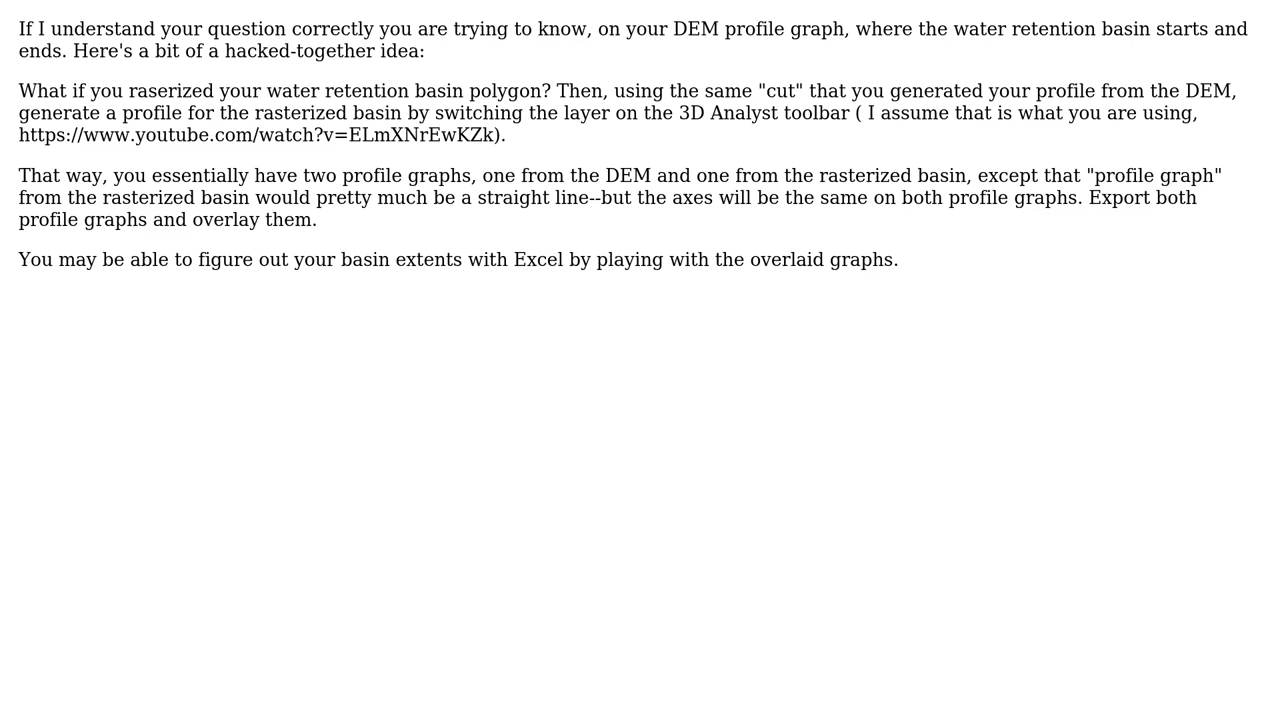 If I understand your question correctly you are trying to know, on your DEM profile graph, where the water retention basin starts and
ends. Here's a bit of a hacked-together idea:
What if you raserized your water retention basin polygon? Then, using the same "cut" that you generated your profile from the DEM,
generate a profile for the rasterized basin by switching the layer on the 3D Analyst toolbar ( I assume that is what you are using,
https://www.youtube.com/watch?v=ELmXNrEwKZk).
That way, you essentially have two profile graphs, one from the DEM and one from the rasterized basin, except that "profile graph"
from the rasterized basin would pretty much be a straight line--but the axes will be the same on both profile graphs. Export both
profile graphs and overlay them.
You may be able to figure out your basin extents with Excel by playing with the overlaid graphs.